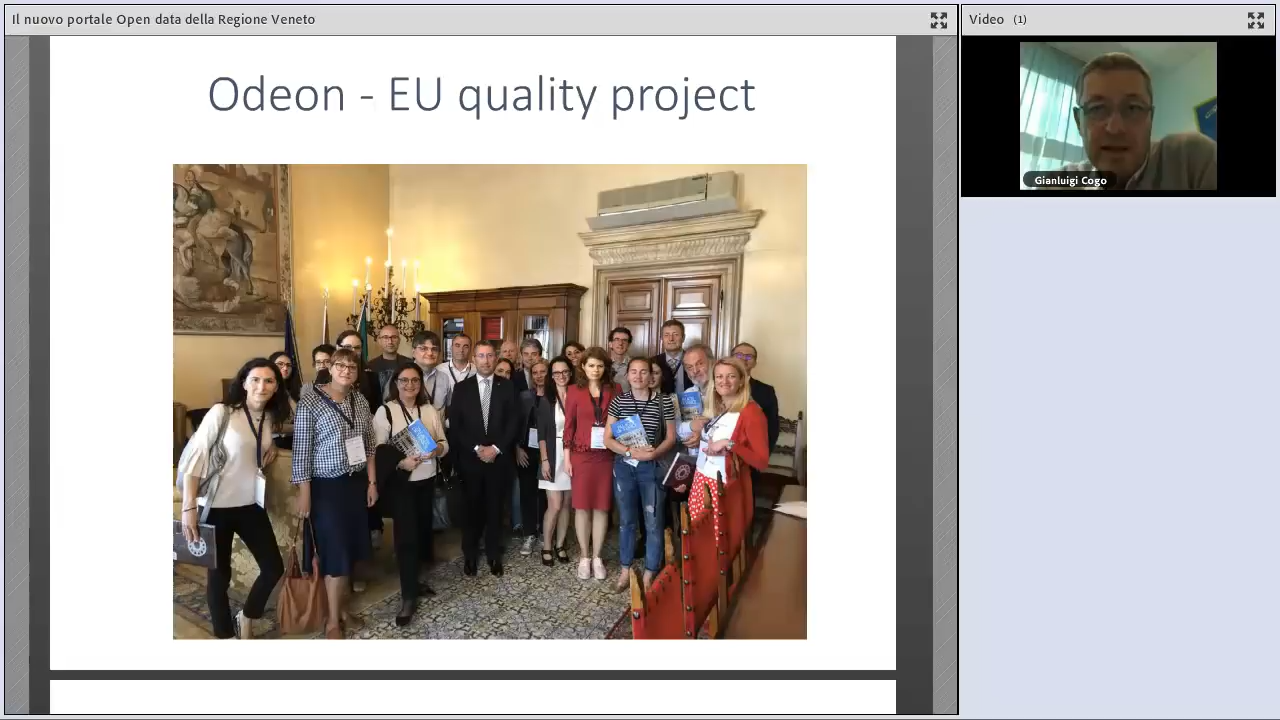 Il nuovo portale Open data della Regione Veneto
Video (1)
Odeon - EU quality project
Gianluigi Cogo